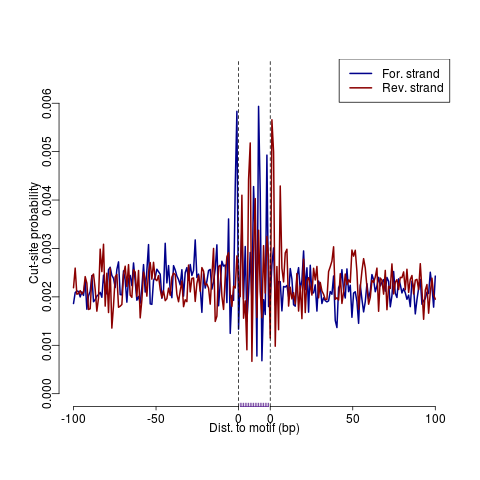 For. strand
Rev. strand
Cut-site probability
0.006
0.005
0.004
0.003
0.002
0.001
0.000
-100 -50 0 0 50 100
Dist. to motif (bp)